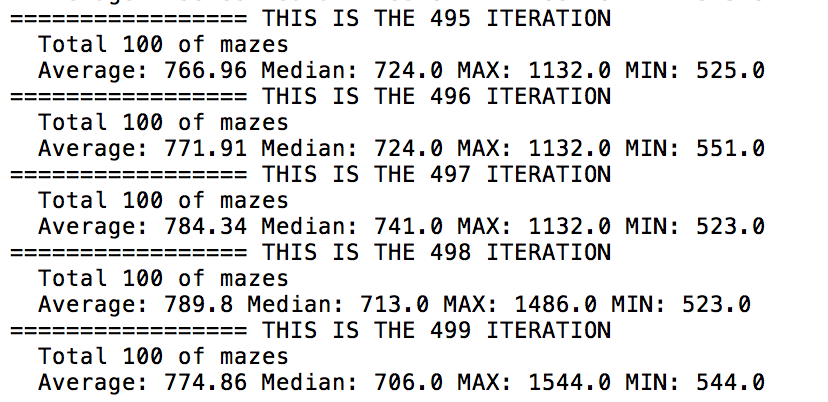 ================= THIS IS THE 495 ITERATION
Total 100 of mazes
Average: 766.96 Median: 724.0 MAX: 1132.0 MIN: 525.0
================= THIS IS THE 496 ITERATION
Total 100 of mazes
Average: 771.91 Median: 724.0 MAX: 1132.0 MIN: 551.0
================= THIS IS THE 497 ITERATION
Total 100 of mazes
Average: 784.34 Median: 741.0 MAX: 1132.0 MIN: 523.0
================= THIS IS THE 498 ITERATION
Total 100 of mazes
Average: 789.8 Median: 713.0 MAX: 1486.0 MIN: 523.0
================= THIS IS THE 499 ITERATION
Total 100 of mazes
Average: 774.86 Median: 706.0 MAX: 1544.0 MIN: 544.0